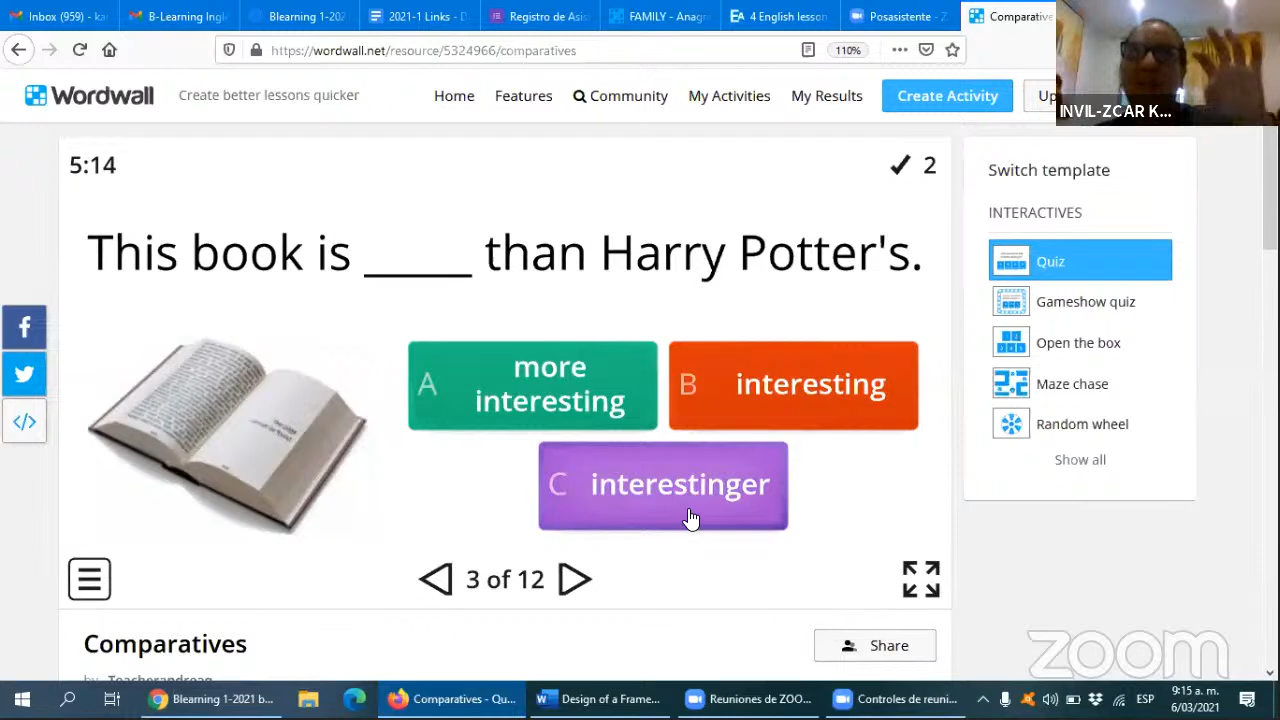 Inbox (959) - ka
B-Learning Ingl
Blearning 1-202
2021-1 Links - D
Registro de Asis
FAMILY - Anagr
4 English lesson
Posasistente - Z
Comparative
https://wordwall.net/resource/5324966/comparatives
110%
Wordwall
Create better lessons quicker
Home
Features
Community
My Activities
My Results
Create Activity
Up
INVIL-ZCAR K...
5:14
2
This book is _____ than Harry Potter's.
A more interesting
B interesting
C interestinger
3 of 12
Switch template
INTERACTIVES
Quiz
Gameshow quiz
Open the box
Maze chase
Random wheel
Show all
Comparatives
Share
by Teacherandrea
zoom
Blearning 1-2021 b...
Comparatives - Qu...
Design of a Frame...
Reuniones de ZOO...
Controles de reuni...
ESP
9:15 a. m.
6/03/2021